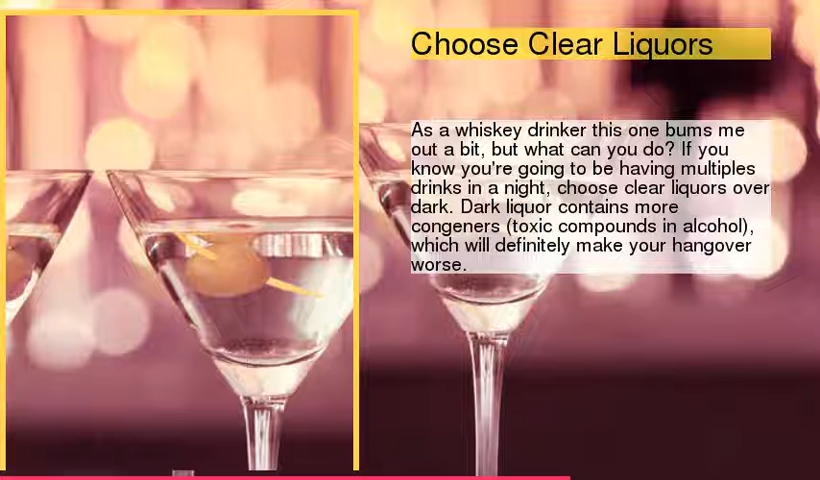 Choose Clear Liquors
As a whiskey drinker this one bums me
out a bit, but what can you do? If you
know you're going to be having multiples
drinks in a night, choose clear liquors over
dark. Dark liquor contains more
congeners (toxic compounds in alcohol),
which will definitely make your hangover
worse.